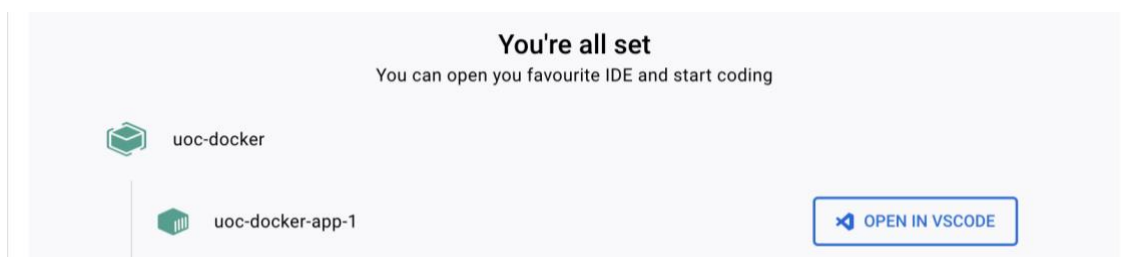 You're all set
You can open you favourite IDE and start coding
uoc-docker
uoc-docker-app-1
OPEN IN VSCODE